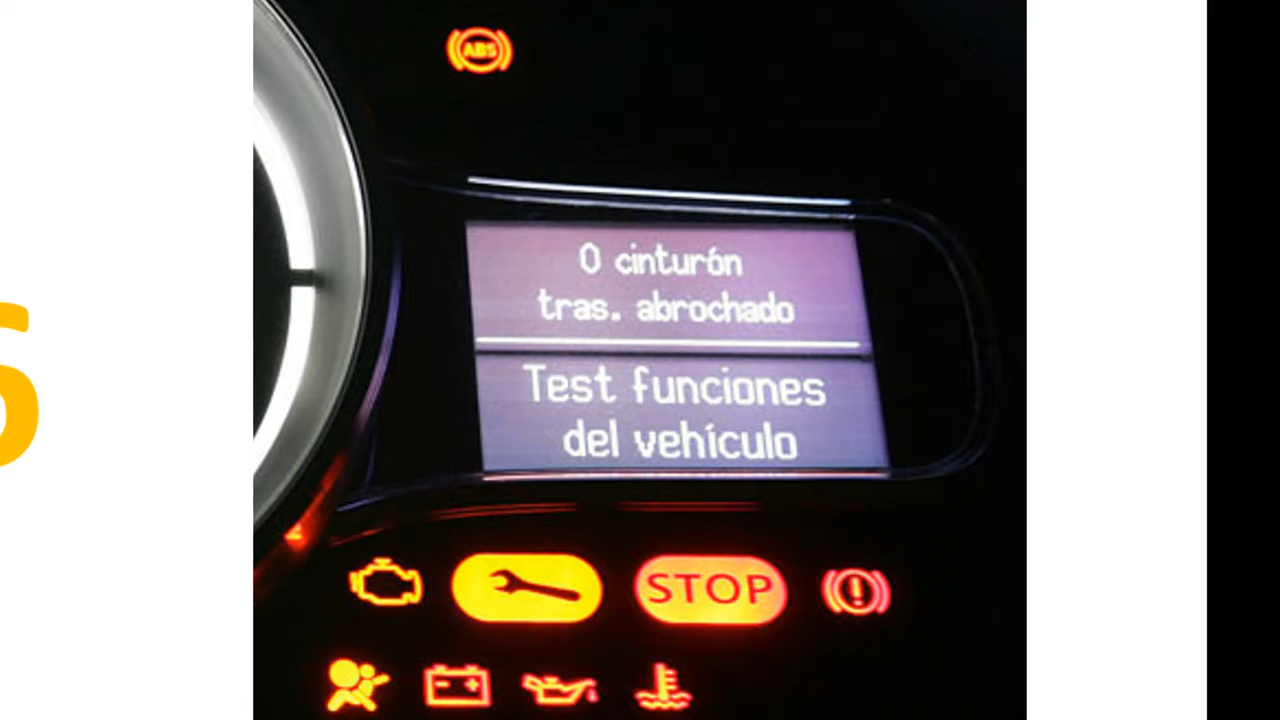 ABS
0 cinturón
tras. abrochado
Test funciones
del vehículo
STOP